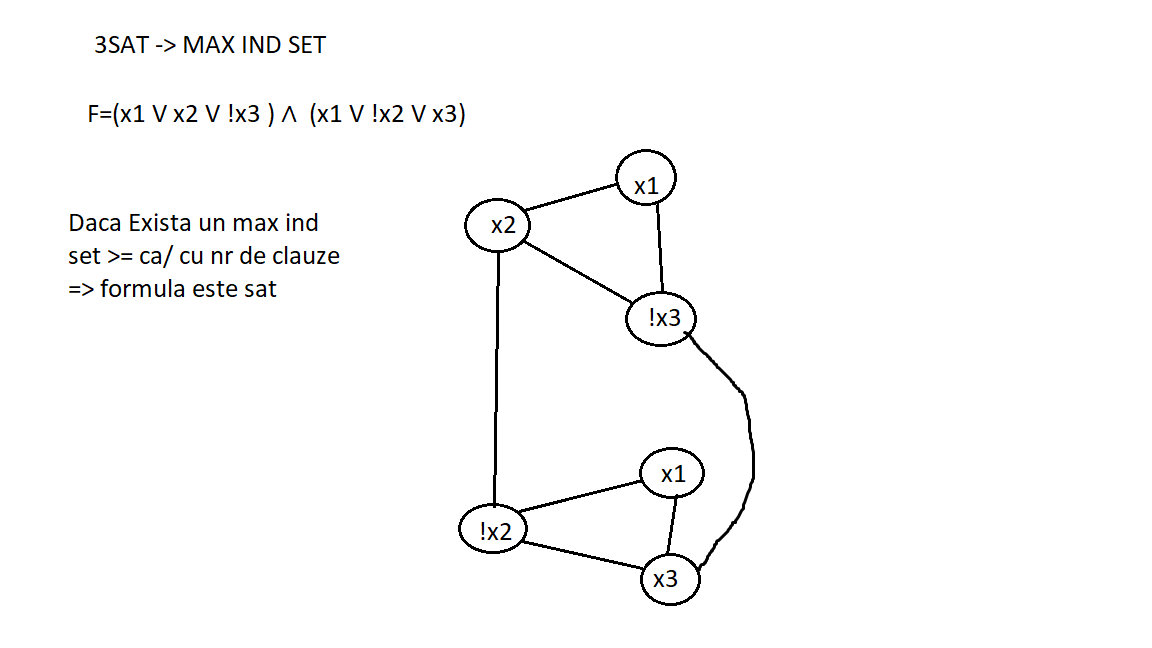 3SAT -> MAX IND SET
F=(x1 V x2 V !x3 ) Λ (x1 V !x2 V x3)
Daca Exista un max ind
set >= ca/ cu nr de clauze
=> formula este sat
x1
x2
!x3
x1
!x2
x3